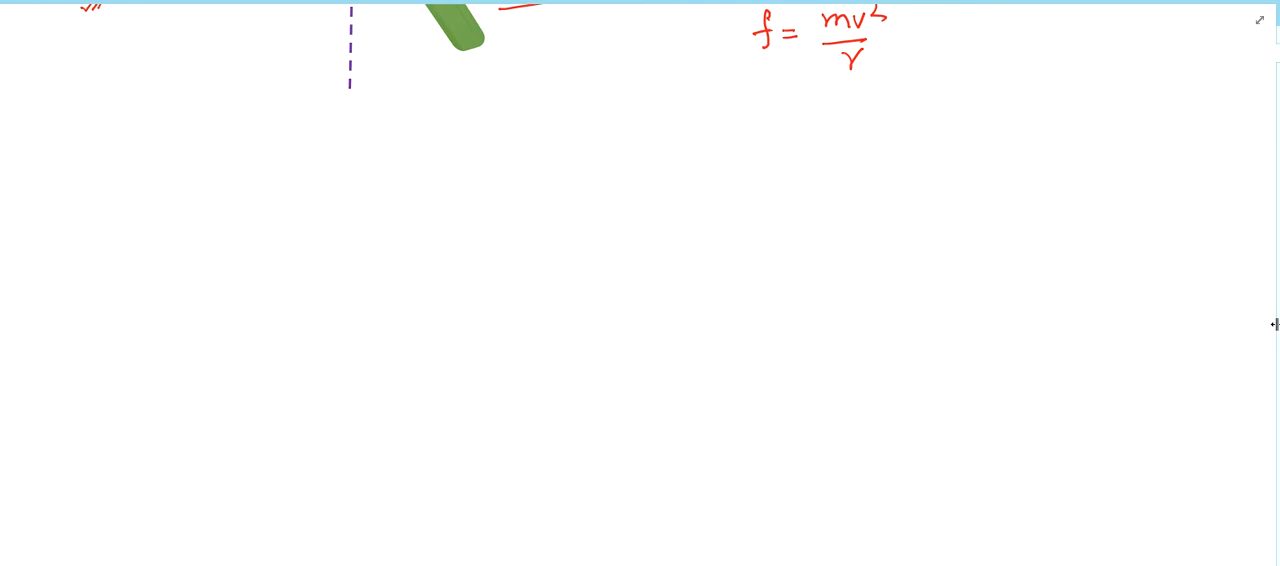 f = mv²/r